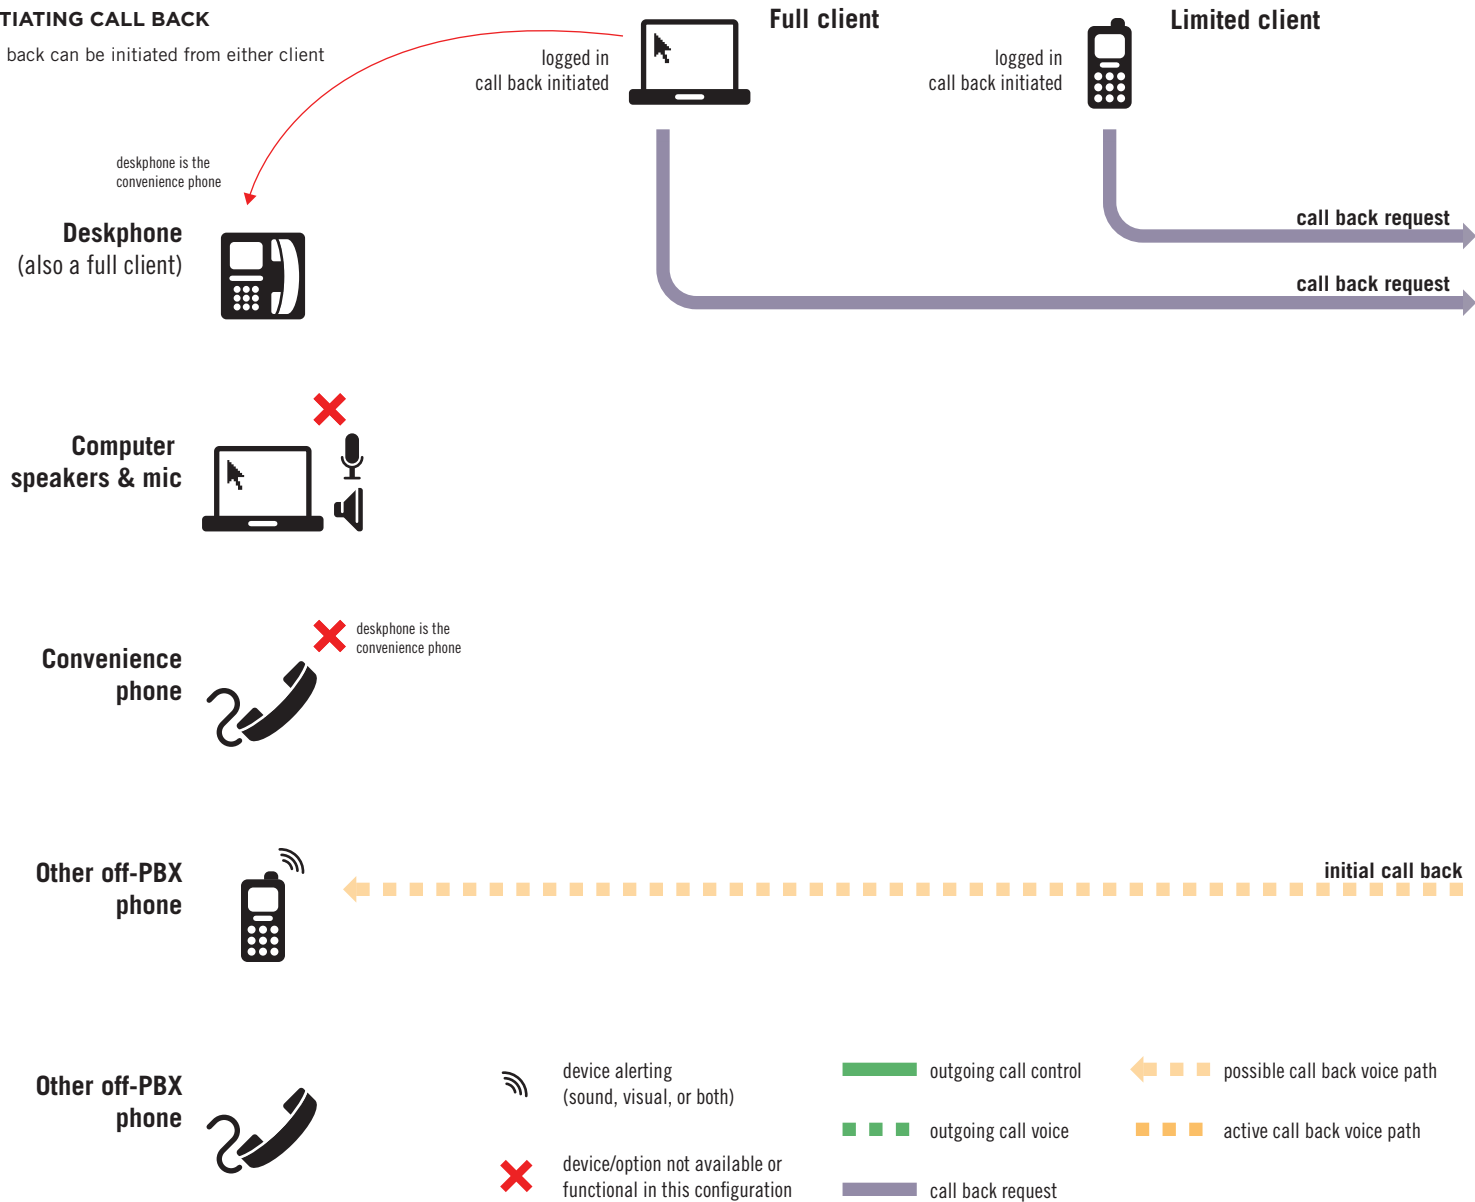 TIATING CALL BACK
back can be initiated from either client
Full client
Limited client
logged in
call back initiated
logged in
call back initiated
deskphone is the
convenience phone
Deskphone
(also a full client)
call back request
call back request
Computer
speakers & mic
deskphone is the
convenience phone
Convenience
phone
Other off-PBX
phone
initial call back
Other off-PBX
phone
device alerting
(sound, visual, or both)
device/option not available or
functional in this configuration
outgoing call control
outgoing call voice
call back request
possible call back voice path
active call back voice path